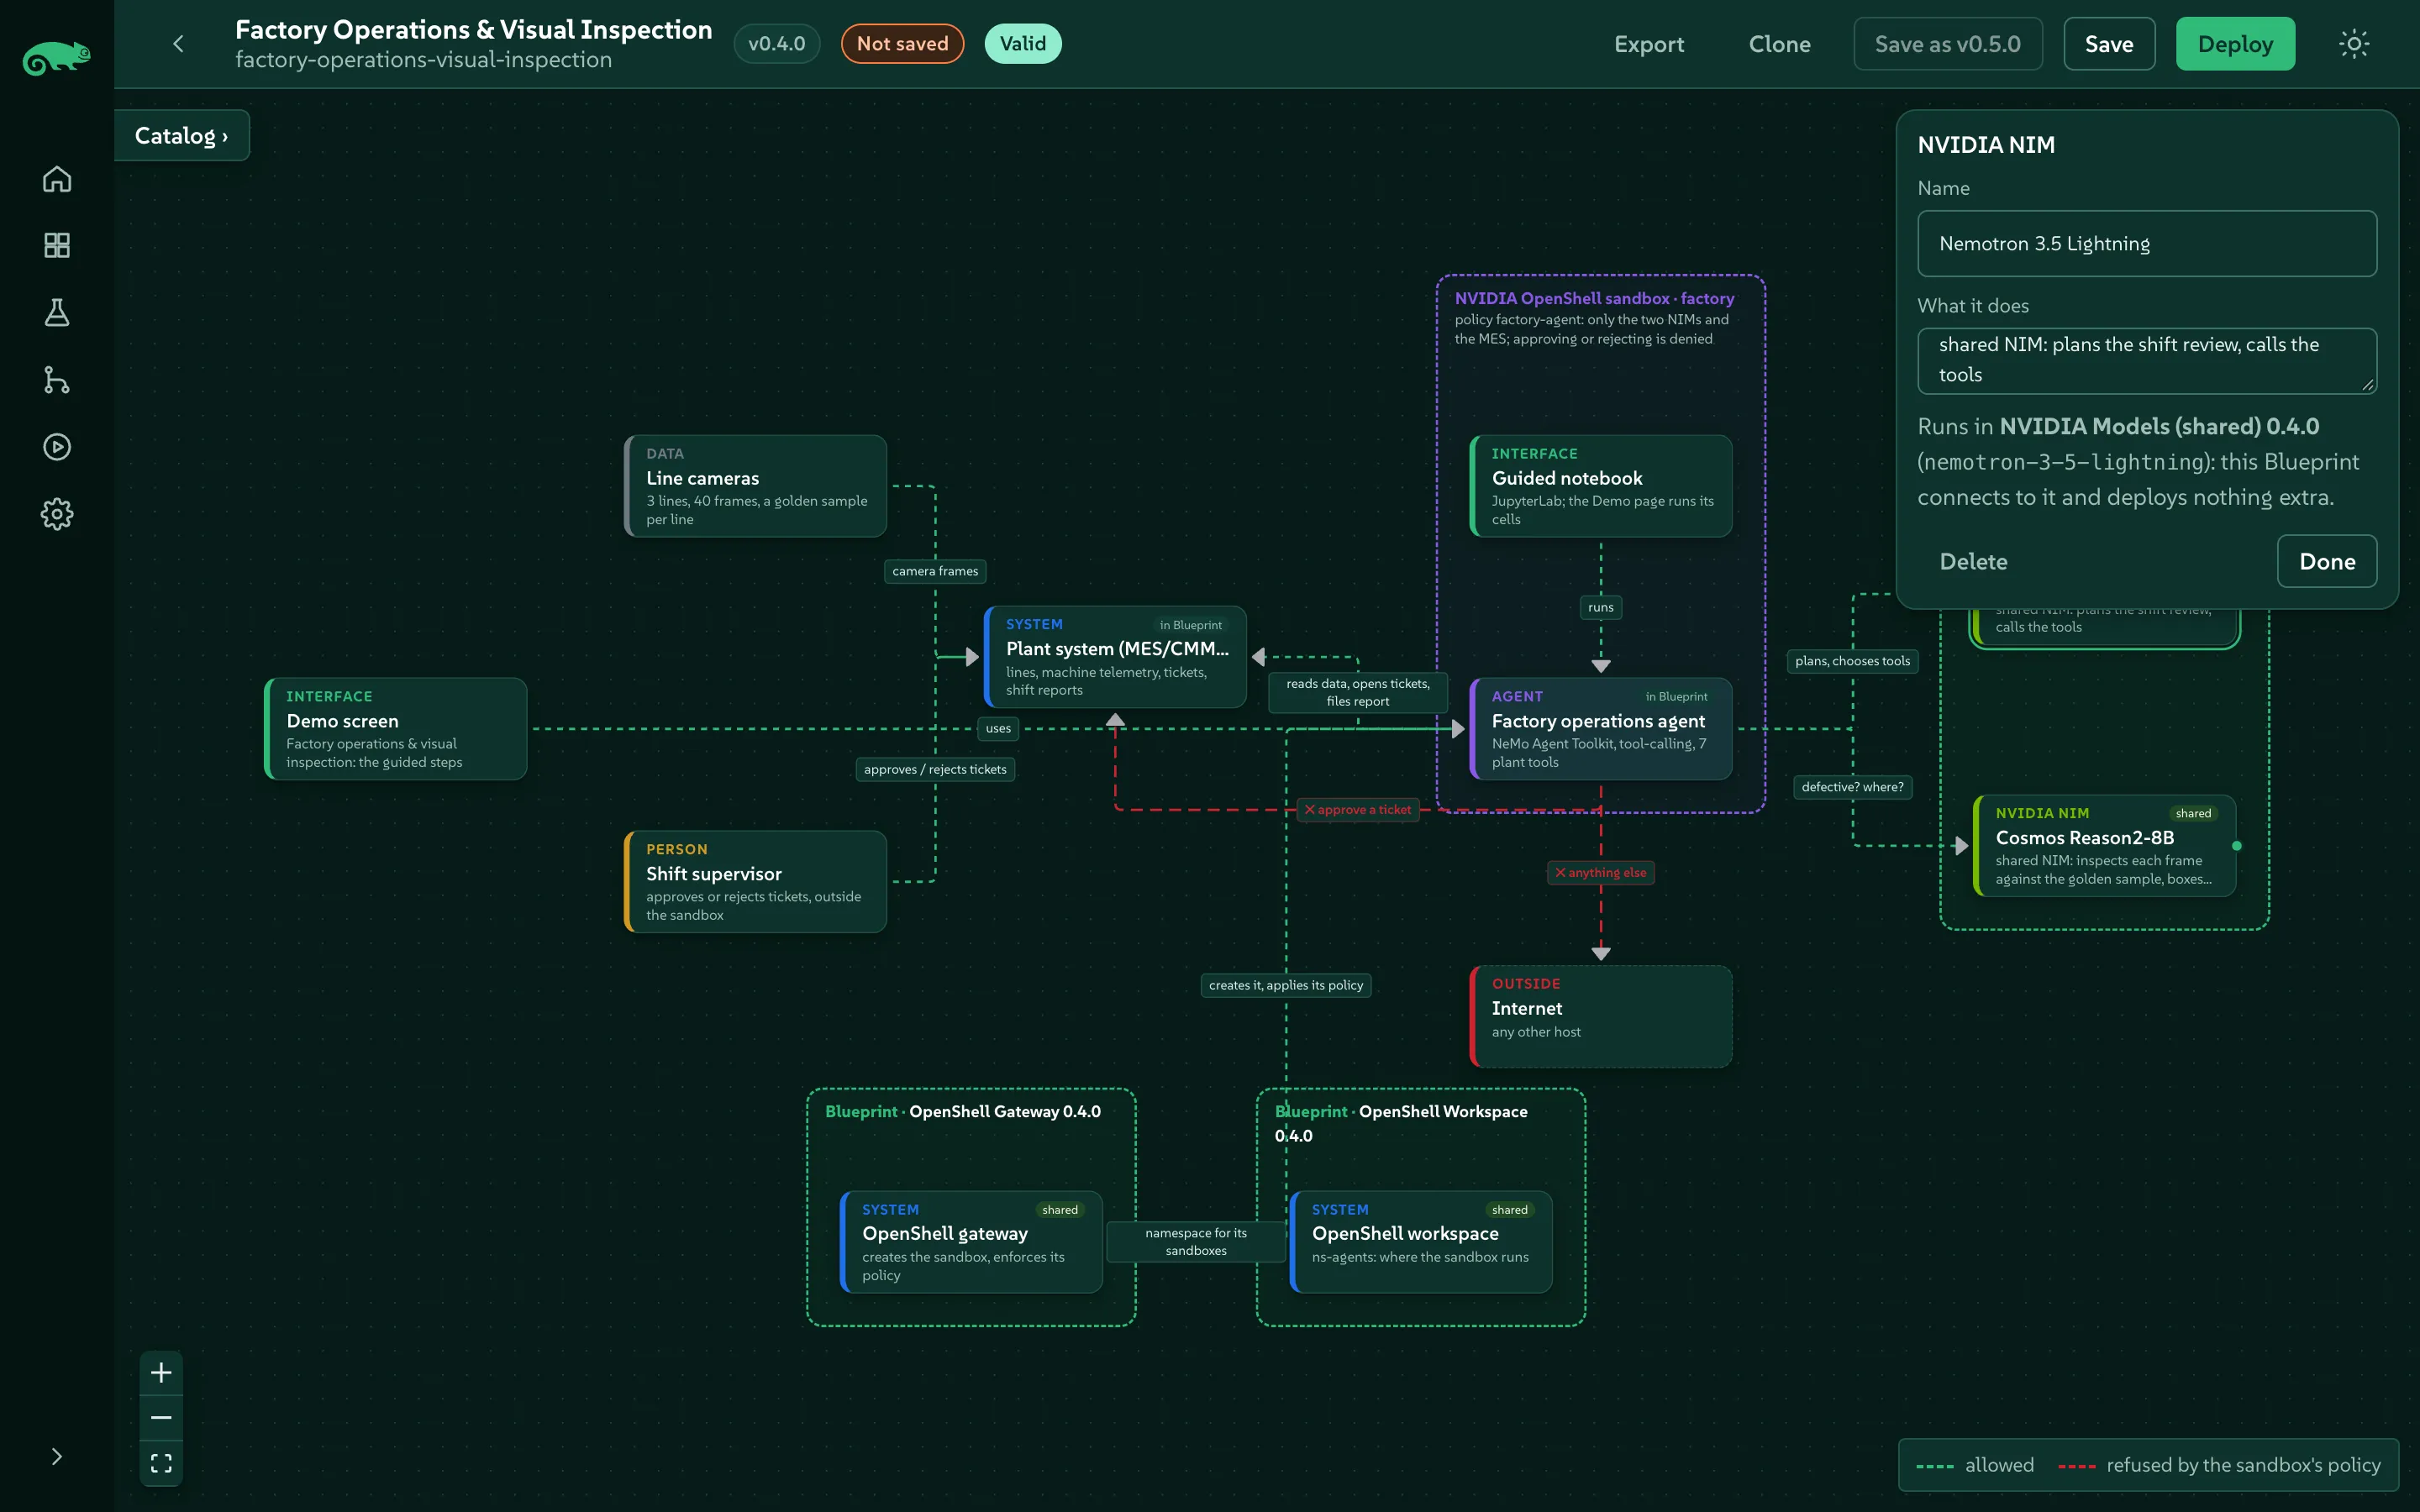 Factory Operations & Visual Inspection
factory-operations-visual-inspection
v0.4.0
Not saved
Valid
Export
Clone
Save as v0.5.0
Save
Deploy
Catalog ›
NVIDIA NIM
Name
Nemotron 3.5 Lightning
What it does
shared NIM: plans the shift review, calls the
tools
Runs in NVIDIA Models (shared) 0.4.0
(nemotron-3-5-lightning): this Blueprint
connects to it and deploys nothing extra.
Delete
Done
NVIDIA OpenShell sandbox · factory
policy factory-agent: only the two NIMs and
the MES; approving or rejecting is denied
DATA
Line cameras
3 lines, 40 frames, a golden sample
per line
INTERFACE
Guided notebook
JupyterLab; the Demo page runs its
cells
camera frames
runs
SYSTEM
in Blueprint
Plant system (MES/CMM...
lines, machine telemetry, tickets,
shift reports
shared NIM: plans the shift review,
calls the tools
plans, chooses tools
reads data, opens tickets,
files report
INTERFACE
Demo screen
Factory operations & visual
inspection: the guided steps
uses
AGENT
in Blueprint
Factory operations agent
NeMo Agent Toolkit, tool-calling, 7
plant tools
approves / rejects tickets
defective? where?
✕ approve a ticket
PERSON
Shift supervisor
approves or rejects tickets, outside
the sandbox
NVIDIA NIM
shared
Cosmos Reason2-8B
shared NIM: inspects each frame
against the golden sample, boxes...
✕ anything else
creates it, applies its policy
OUTSIDE
Internet
any other host
Blueprint · OpenShell Gateway 0.4.0
Blueprint · OpenShell Workspace
0.4.0
SYSTEM
shared
OpenShell gateway
creates the sandbox, enforces its
policy
namespace for its
sandboxes
SYSTEM
shared
OpenShell workspace
ns-agents: where the sandbox runs
allowed
refused by the sandbox's policy